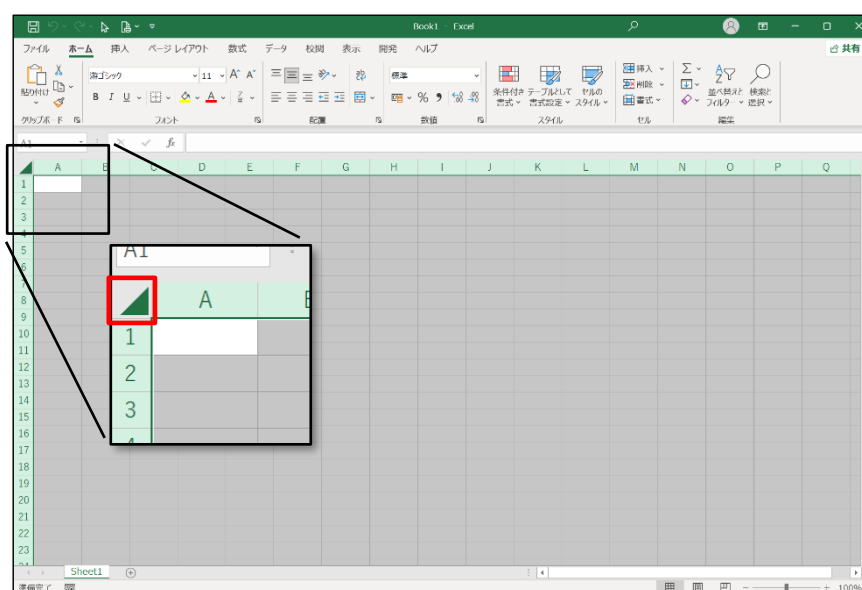 Book1 - Excel
ファイル ホーム 挿入 ページ レイアウト 数式 データ 校閲 表示 開発 ヘルプ 共有
貼り付け 游ゴシック 11 A^ A˅ 標準 条件付き書式 テーブルとして書式設定 セルのスタイル 挿入 削除 書式 並べ替えとフィルター 検索と選択
B I U A % 
クリップボード フォント 配置 数値 スタイル セル 編集
A1 fx
A B C D E F G H I J K L M N O P Q
1
2
3
4
5
6
7
8
9
10
11
12
13
14
15
16
17
18
19
20
21
22
23
24
A1
A B
1
2
3
4
Sheet1
準備完了 100%